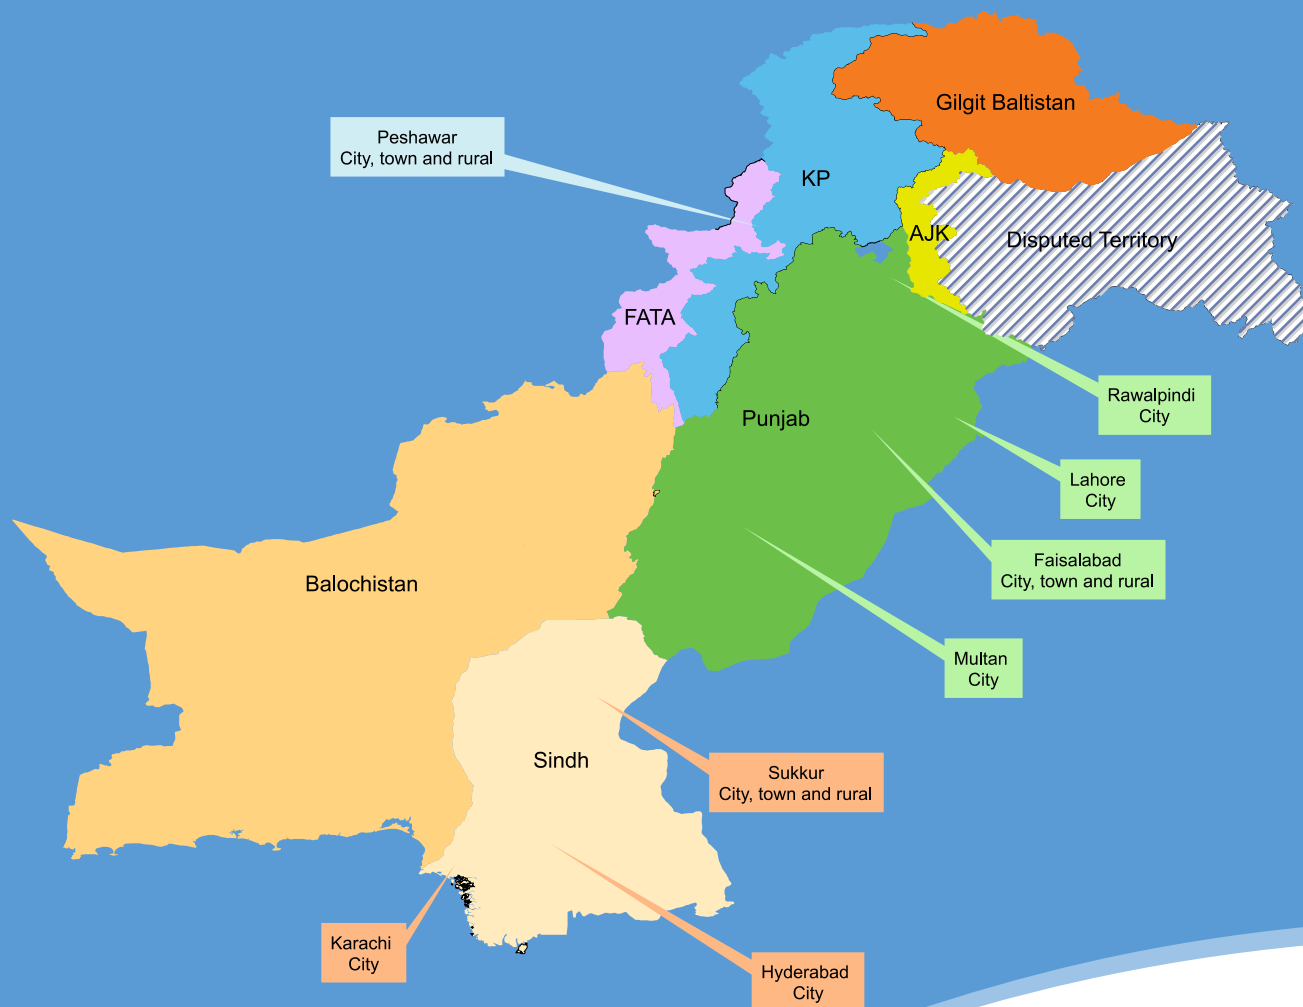 Gilgit Baltistan
Peshawar
City, town and rural
KP
AJK
Disputed Territory
FATA
Rawalpindi
City
Punjab
Lahore
City
Faisalabad
City, town and rural
Balochistan
Multan
City
Sindh
Sukkur
City, town and rural
Karachi
City
Hyderabad
City